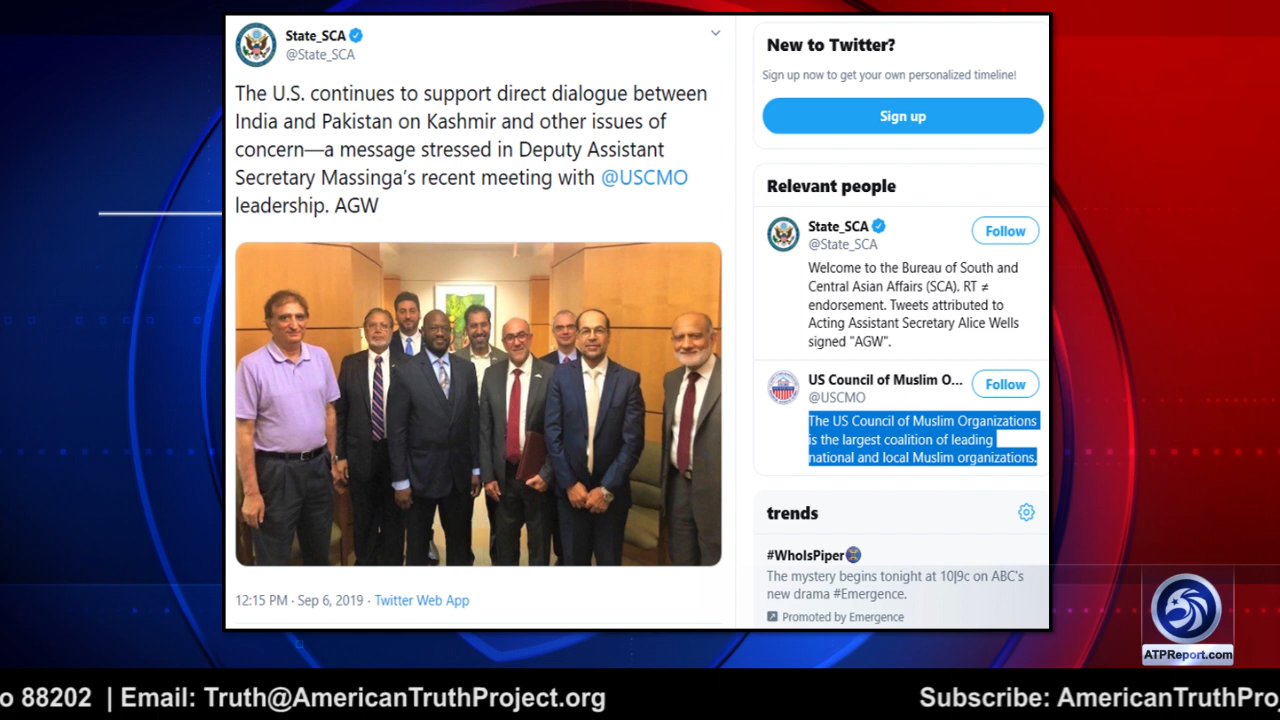 State_SCA
@State_SCA
The U.S. continues to support direct dialogue between
India and Pakistan on Kashmir and other issues of
concern—a message stressed in Deputy Assistant
Secretary Massinga's recent meeting with @USCMO
leadership. AGW
12:15 PM · Sep 6, 2019 · Twitter Web App
New to Twitter?
Sign up now to get your own personalized timeline!
Sign up
Relevant people
State_SCA
@State_SCA
Follow
Welcome to the Bureau of South and
Central Asian Affairs (SCA). RT ≠
endorsement. Tweets attributed to
Acting Assistant Secretary Alice Wells
signed "AGW".
US Council of Muslim O...
@USCMO
Follow
The US Council of Muslim Organizations
is the largest coalition of leading
national and local Muslim organizations.
trends
#WhoIsPiper
The mystery begins tonight at 10|9c on ABC's
new drama #Emergence.
Promoted by Emergence
ATPReport.com
o 88202 | Email: Truth@AmericanTruthProject.org
Subscribe: AmericanTruthPro